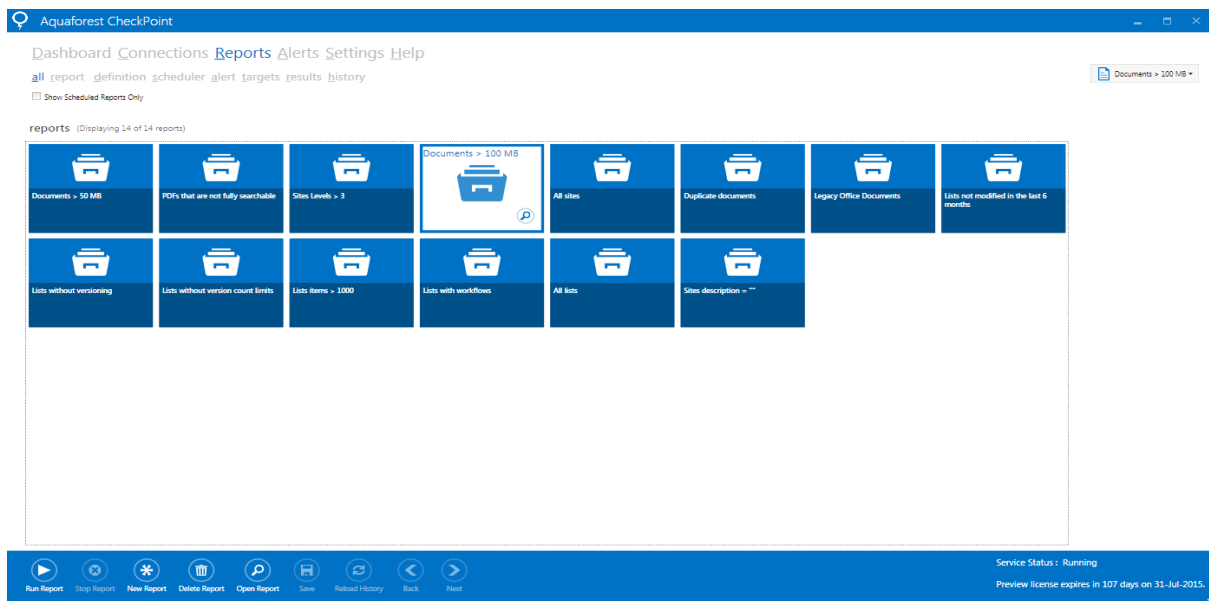 Aquaforest CheckPoint
Dashboard Connections Reports Alerts Settings Help
all report definition scheduler alert targets results history
Documents > 100 MB
Show Scheduled Reports Only
reports (Displaying 14 of 14 reports)
Documents > 50 MB
PDFs that are not fully searchable
Sites Levels > 3
Documents > 100 MB
All sites
Duplicate documents
Legacy Office Documents
Lists not modified in the last 6
months
Lists without versioning
Lists without version count limits
Lists items > 1000
Lists with workflows
All lists
Sites description = ""
Run Report
Stop Report
New Report
Delete Report
Open Report
Save
Reload History
Back
Next
Service Status : Running
Preview license expires in 107 days on 31-Jul-2015.